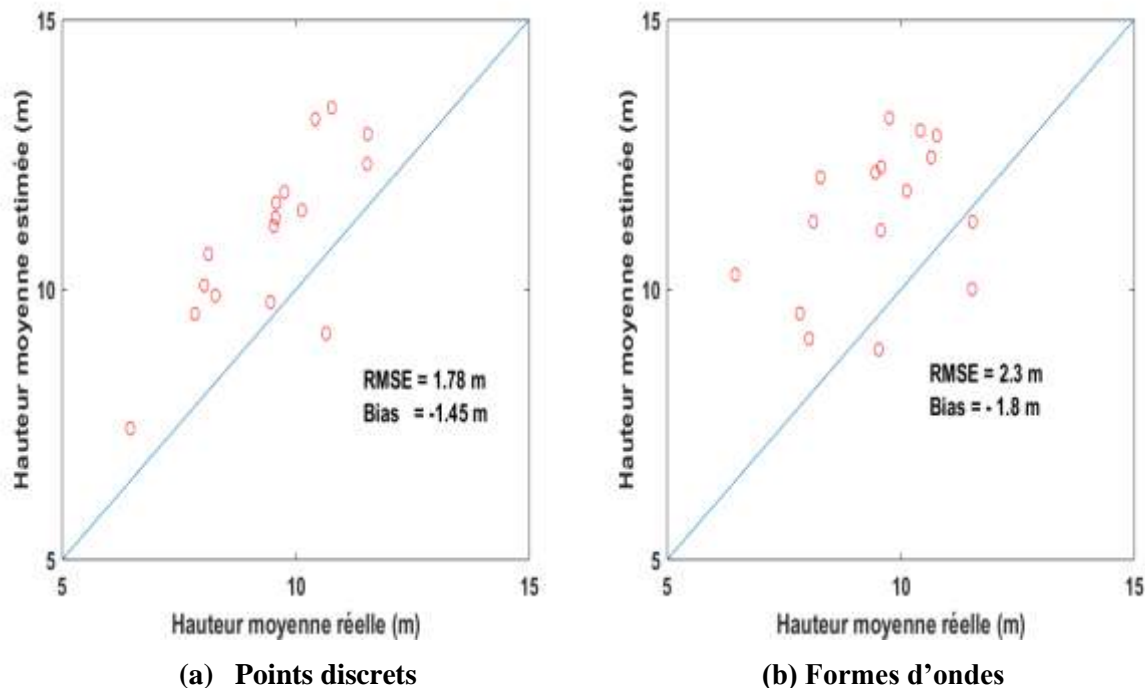 15
10
5
Hauteur moyenne estimée (m)
RMSE = 1.78 m
Bias = -1.45 m
5
10
15
Hauteur moyenne réelle (m)
(a) Points discrets
15
10
5
Hauteur moyenne estimée (m)
RMSE = 2.3 m
Bias = - 1.8 m
5
10
15
Hauteur moyenne réelle (m)
(b) Formes d’ondes